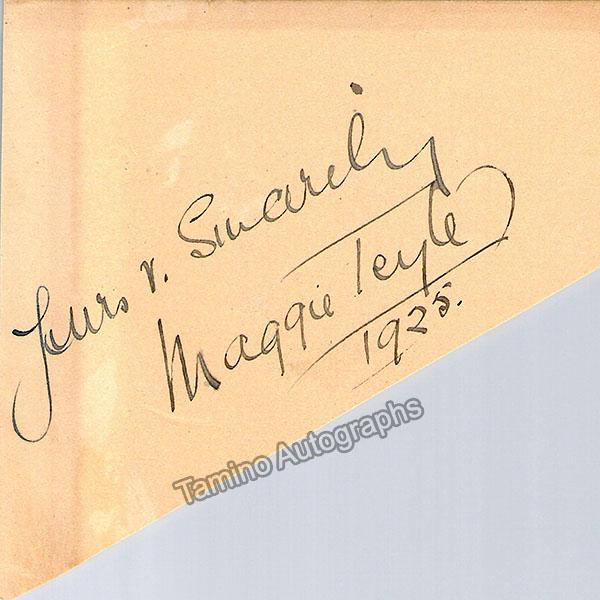 Yours v. Sincerely
Maggie Teyte
1925.
Tamino Autographs